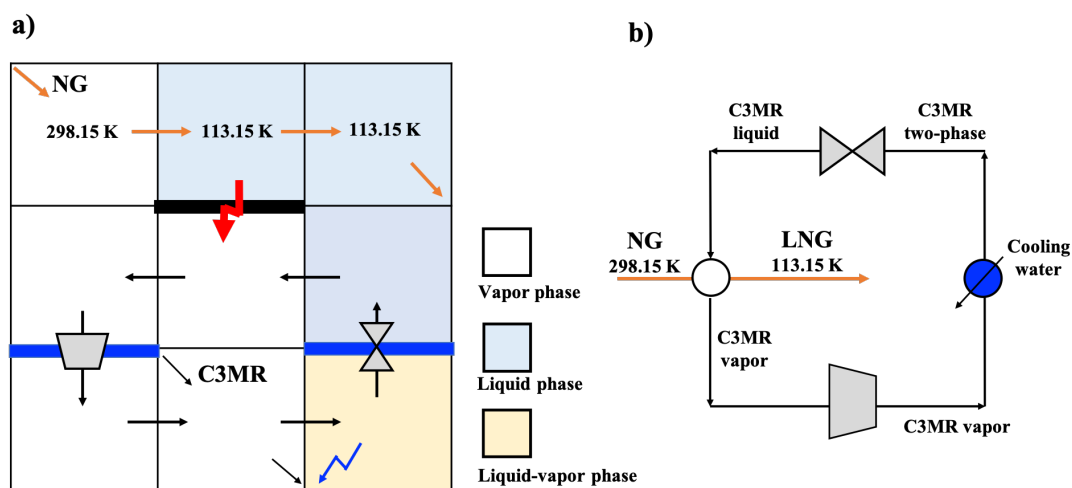 a)
NG
298.15 K
113.15 K
113.15 K
C3MR
Vapor phase
Liquid phase
Liquid-vapor phase
b)
C3MR
liquid
C3MR
two-phase
NG
298.15 K
LNG
113.15 K
Cooling
water
C3MR
vapor
C3MR vapor